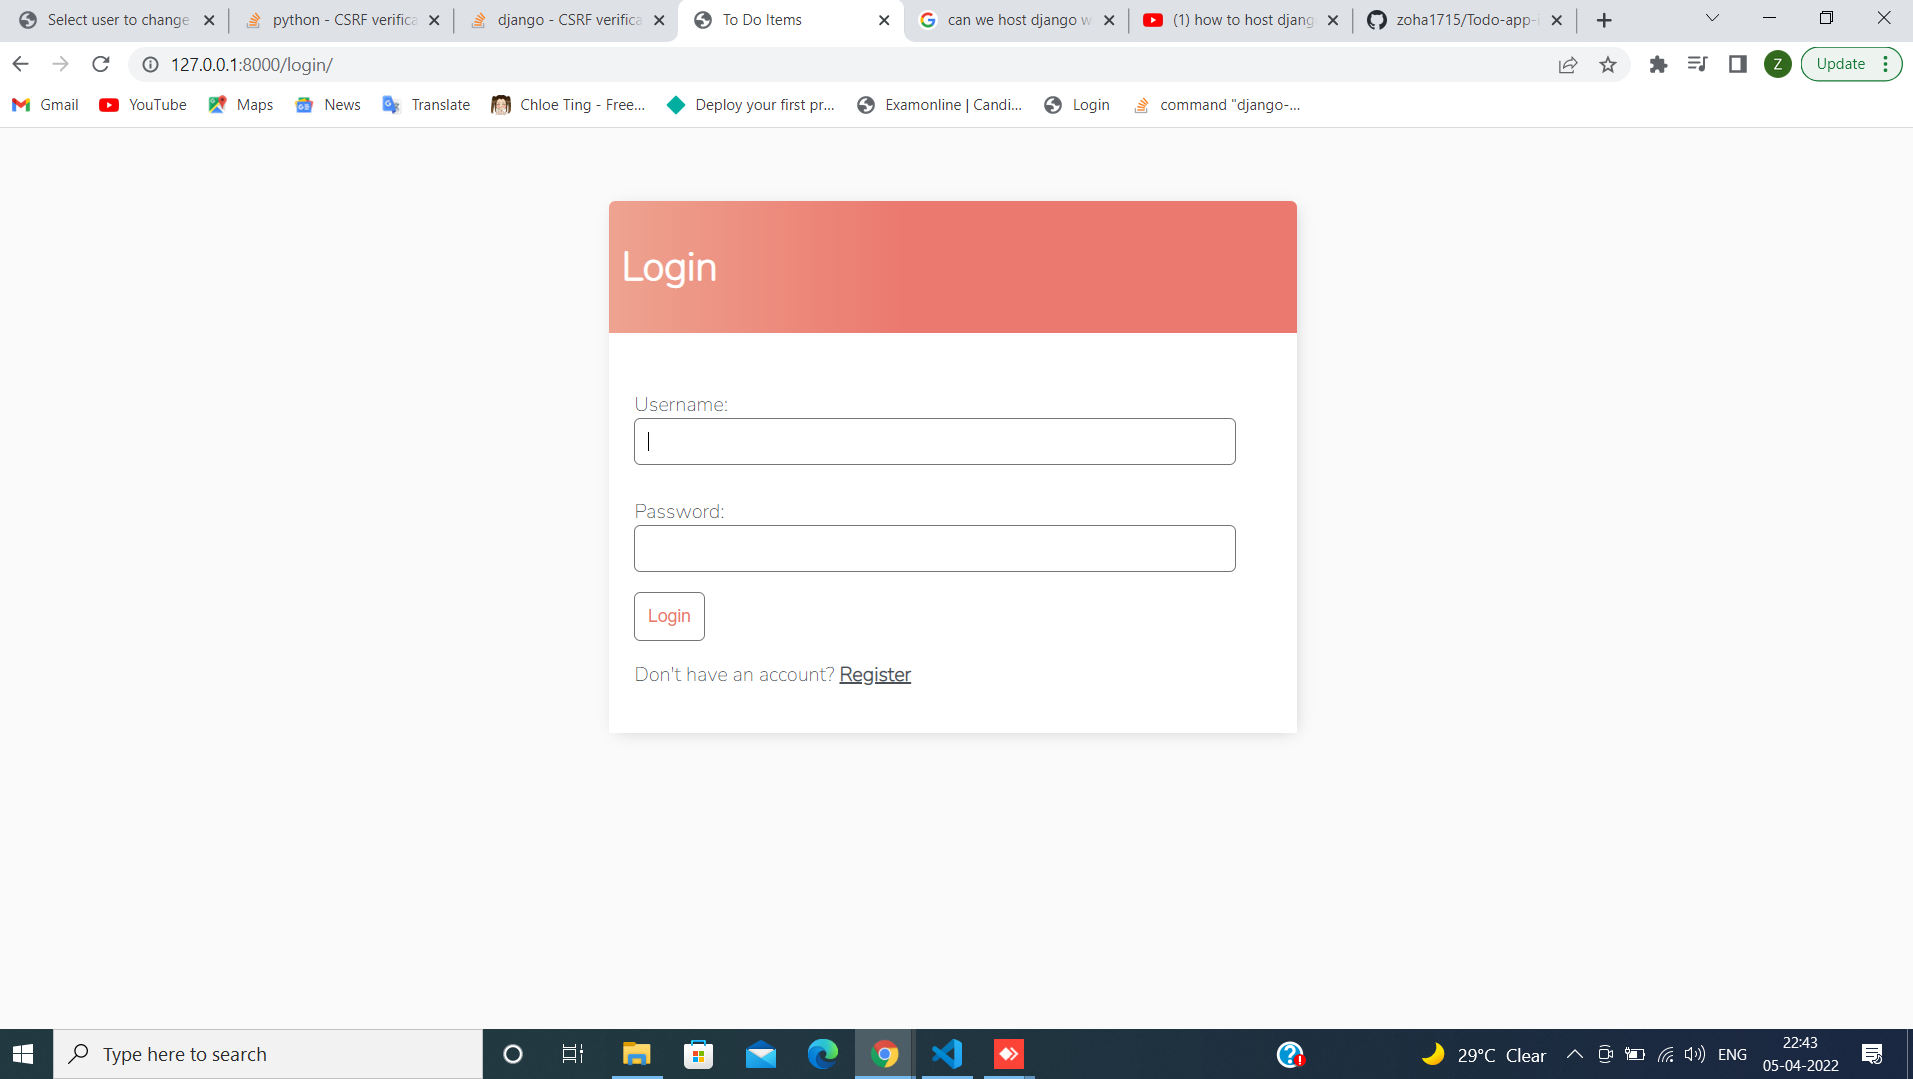 Select user to change
python - CSRF verifica
django - CSRF verifica
To Do Items
can we host django w
(1) how to host djang
zoha1715/Todo-app-i
127.0.0.1:8000/login/
Z
Update
Gmail
YouTube
Maps
News
Translate
Chloe Ting - Free...
Deploy your first pr...
Examonline | Candi...
Login
command "django-...
Login
Username:
Password:
Login
Don't have an account? Register
Type here to search
29°C Clear
ENG
22:43
05-04-2022